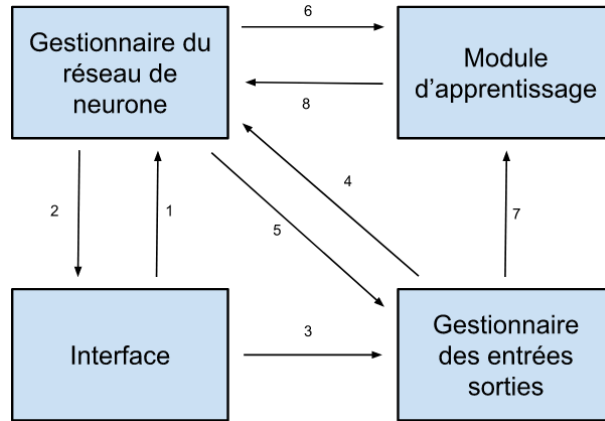 Gestionnaire du
réseau de
neurone
6
8
Module
d'apprentissage
2
1
4
5
7
Interface
3
Gestionnaire
des entrées
sorties